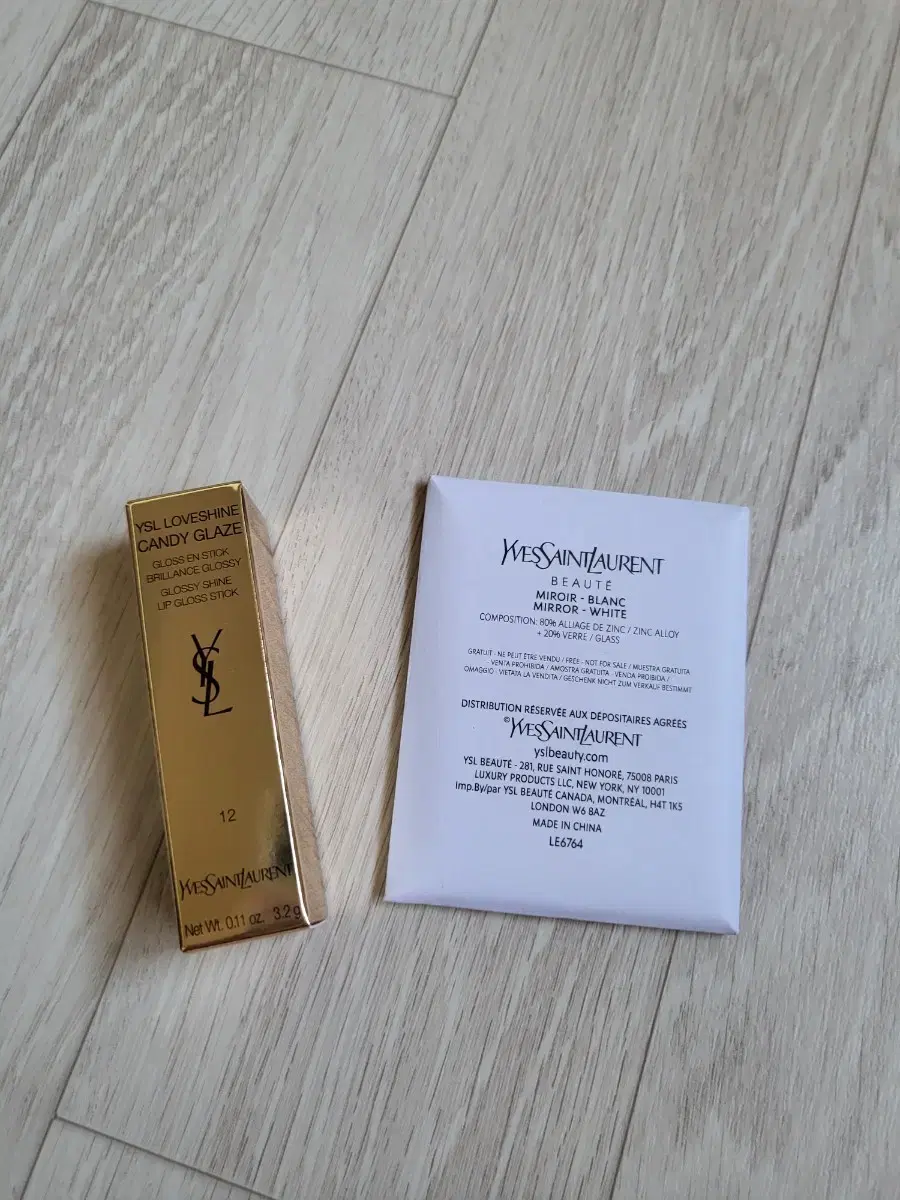 YSL LOVESHINE
CANDY GLAZE
GLOSS EN STICK
BRILLANCE GLOSSY
GLOSSY SHINE
LIP GLOSS STICK
YSL
12
YVESSAINTLAURENT
Net Wt. 0.11 oz. 3.2 g
YVESSAINTLAURENT
BEAUTÉ
MIROIR - BLANC
MIRROR - WHITE
COMPOSITION: 80% ALLIAGE DE ZINC / ZINC ALLOY
+ 20% VERRE / GLASS
GRATUIT - NE PEUT ÊTRE VENDU / FREE - NOT FOR SALE / MUESTRA GRATUITA
VENTA PROHIBIDA / AMOSTRA GRATUITA - VENDA PROIBIDA /
OMAGGIO - VIETATA LA VENDITA / GESCHENK NICHT ZUM VERKAUF BESTIMMT
DISTRIBUTION RÉSERVÉE AUX DÉPOSITAIRES AGRÉÉS
©YVESSAINTLAURENT
yslbeauty.com
YSL BEAUTÉ - 281, RUE SAINT HONORÉ, 75008 PARIS
LUXURY PRODUCTS LLC, NEW YORK, NY 10001
Imp.By/par YSL BEAUTÉ CANADA, MONTRÉAL, H4T 1K5
LONDON W6 8AZ
MADE IN CHINA
LE6764